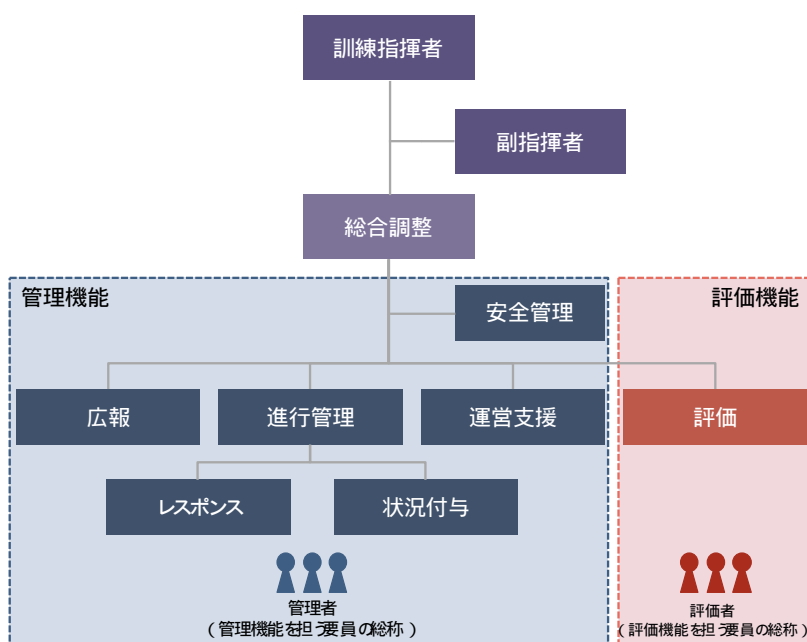 訓練指揮者
副指揮者
総合調整
管理機能
評価機能
安全管理
広報
進行管理
運営支援
評価
レスポンス
状況付与
管理者
（管理機能を担う要員の総称）
評価者
（評価機能を担う要員の総称）